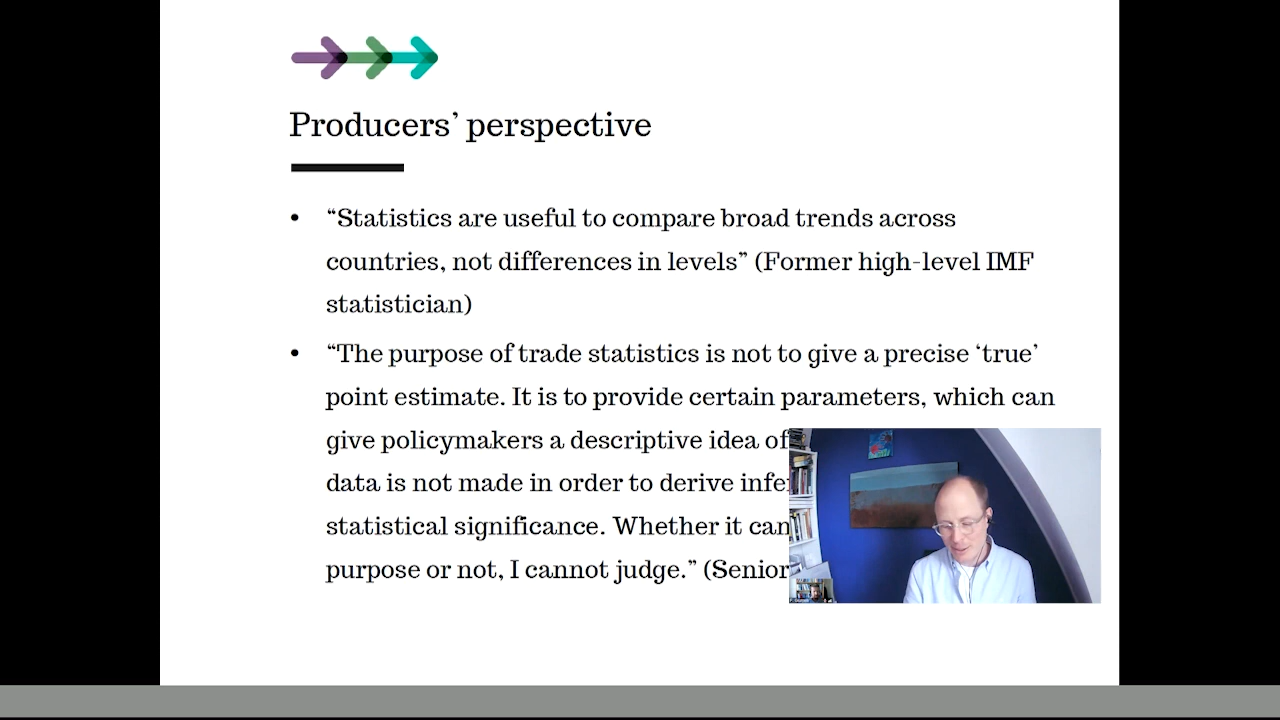 Producers’ perspective
• “Statistics are useful to compare broad trends across
countries, not differences in levels” (Former high-level IMF
statistician)
• “The purpose of trade statistics is not to give a precise ‘true’
point estimate. It is to provide certain parameters, which can
give policymakers a descriptive idea of
data is not made in order to derive
statistical significance. Whether it can
purpose or not, I cannot judge.” (Senior